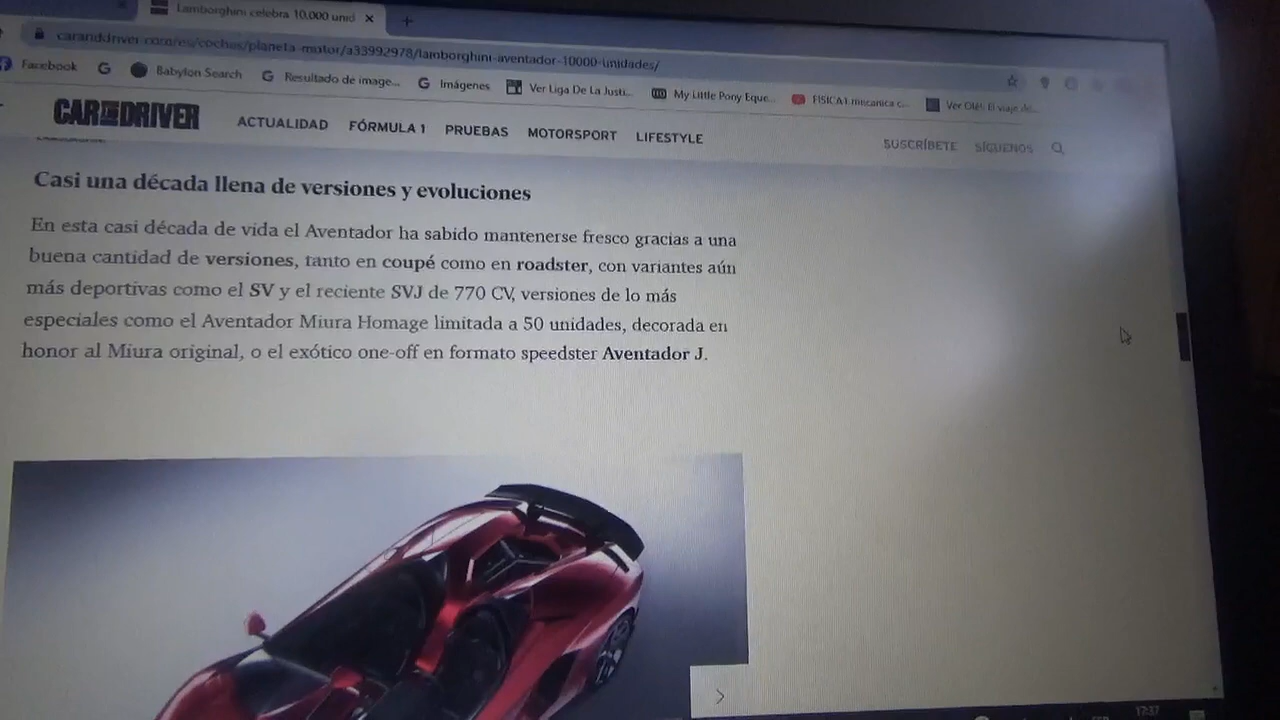 Lamborghini celebra 10.000 unid
caranddriver.com/es/coches/planeta-motor/a33992978/lamborghini-aventador-10000-unidades/
Facebook Babylon Search Resultado de image... Imágenes Ver Liga De La Justi... My Little Pony Eque... FISICA1 mecanica c... Ver Olé!: El viaje de...
CAR AND DRIVER ACTUALIDAD FÓRMULA 1 PRUEBAS MOTORSPORT LIFESTYLE SUSCRÍBETE SÍGUENOS
Casi una década llena de versiones y evoluciones
En esta casi década de vida el Aventador ha sabido mantenerse fresco gracias a una
buena cantidad de versiones, tanto en coupé como en roadster, con variantes aún
más deportivas como el SV y el reciente SVJ de 770 CV, versiones de lo más
especiales como el Aventador Miura Homage limitada a 50 unidades, decorada en
honor al Miura original, o el exótico one-off en formato speedster Aventador J.
17:37